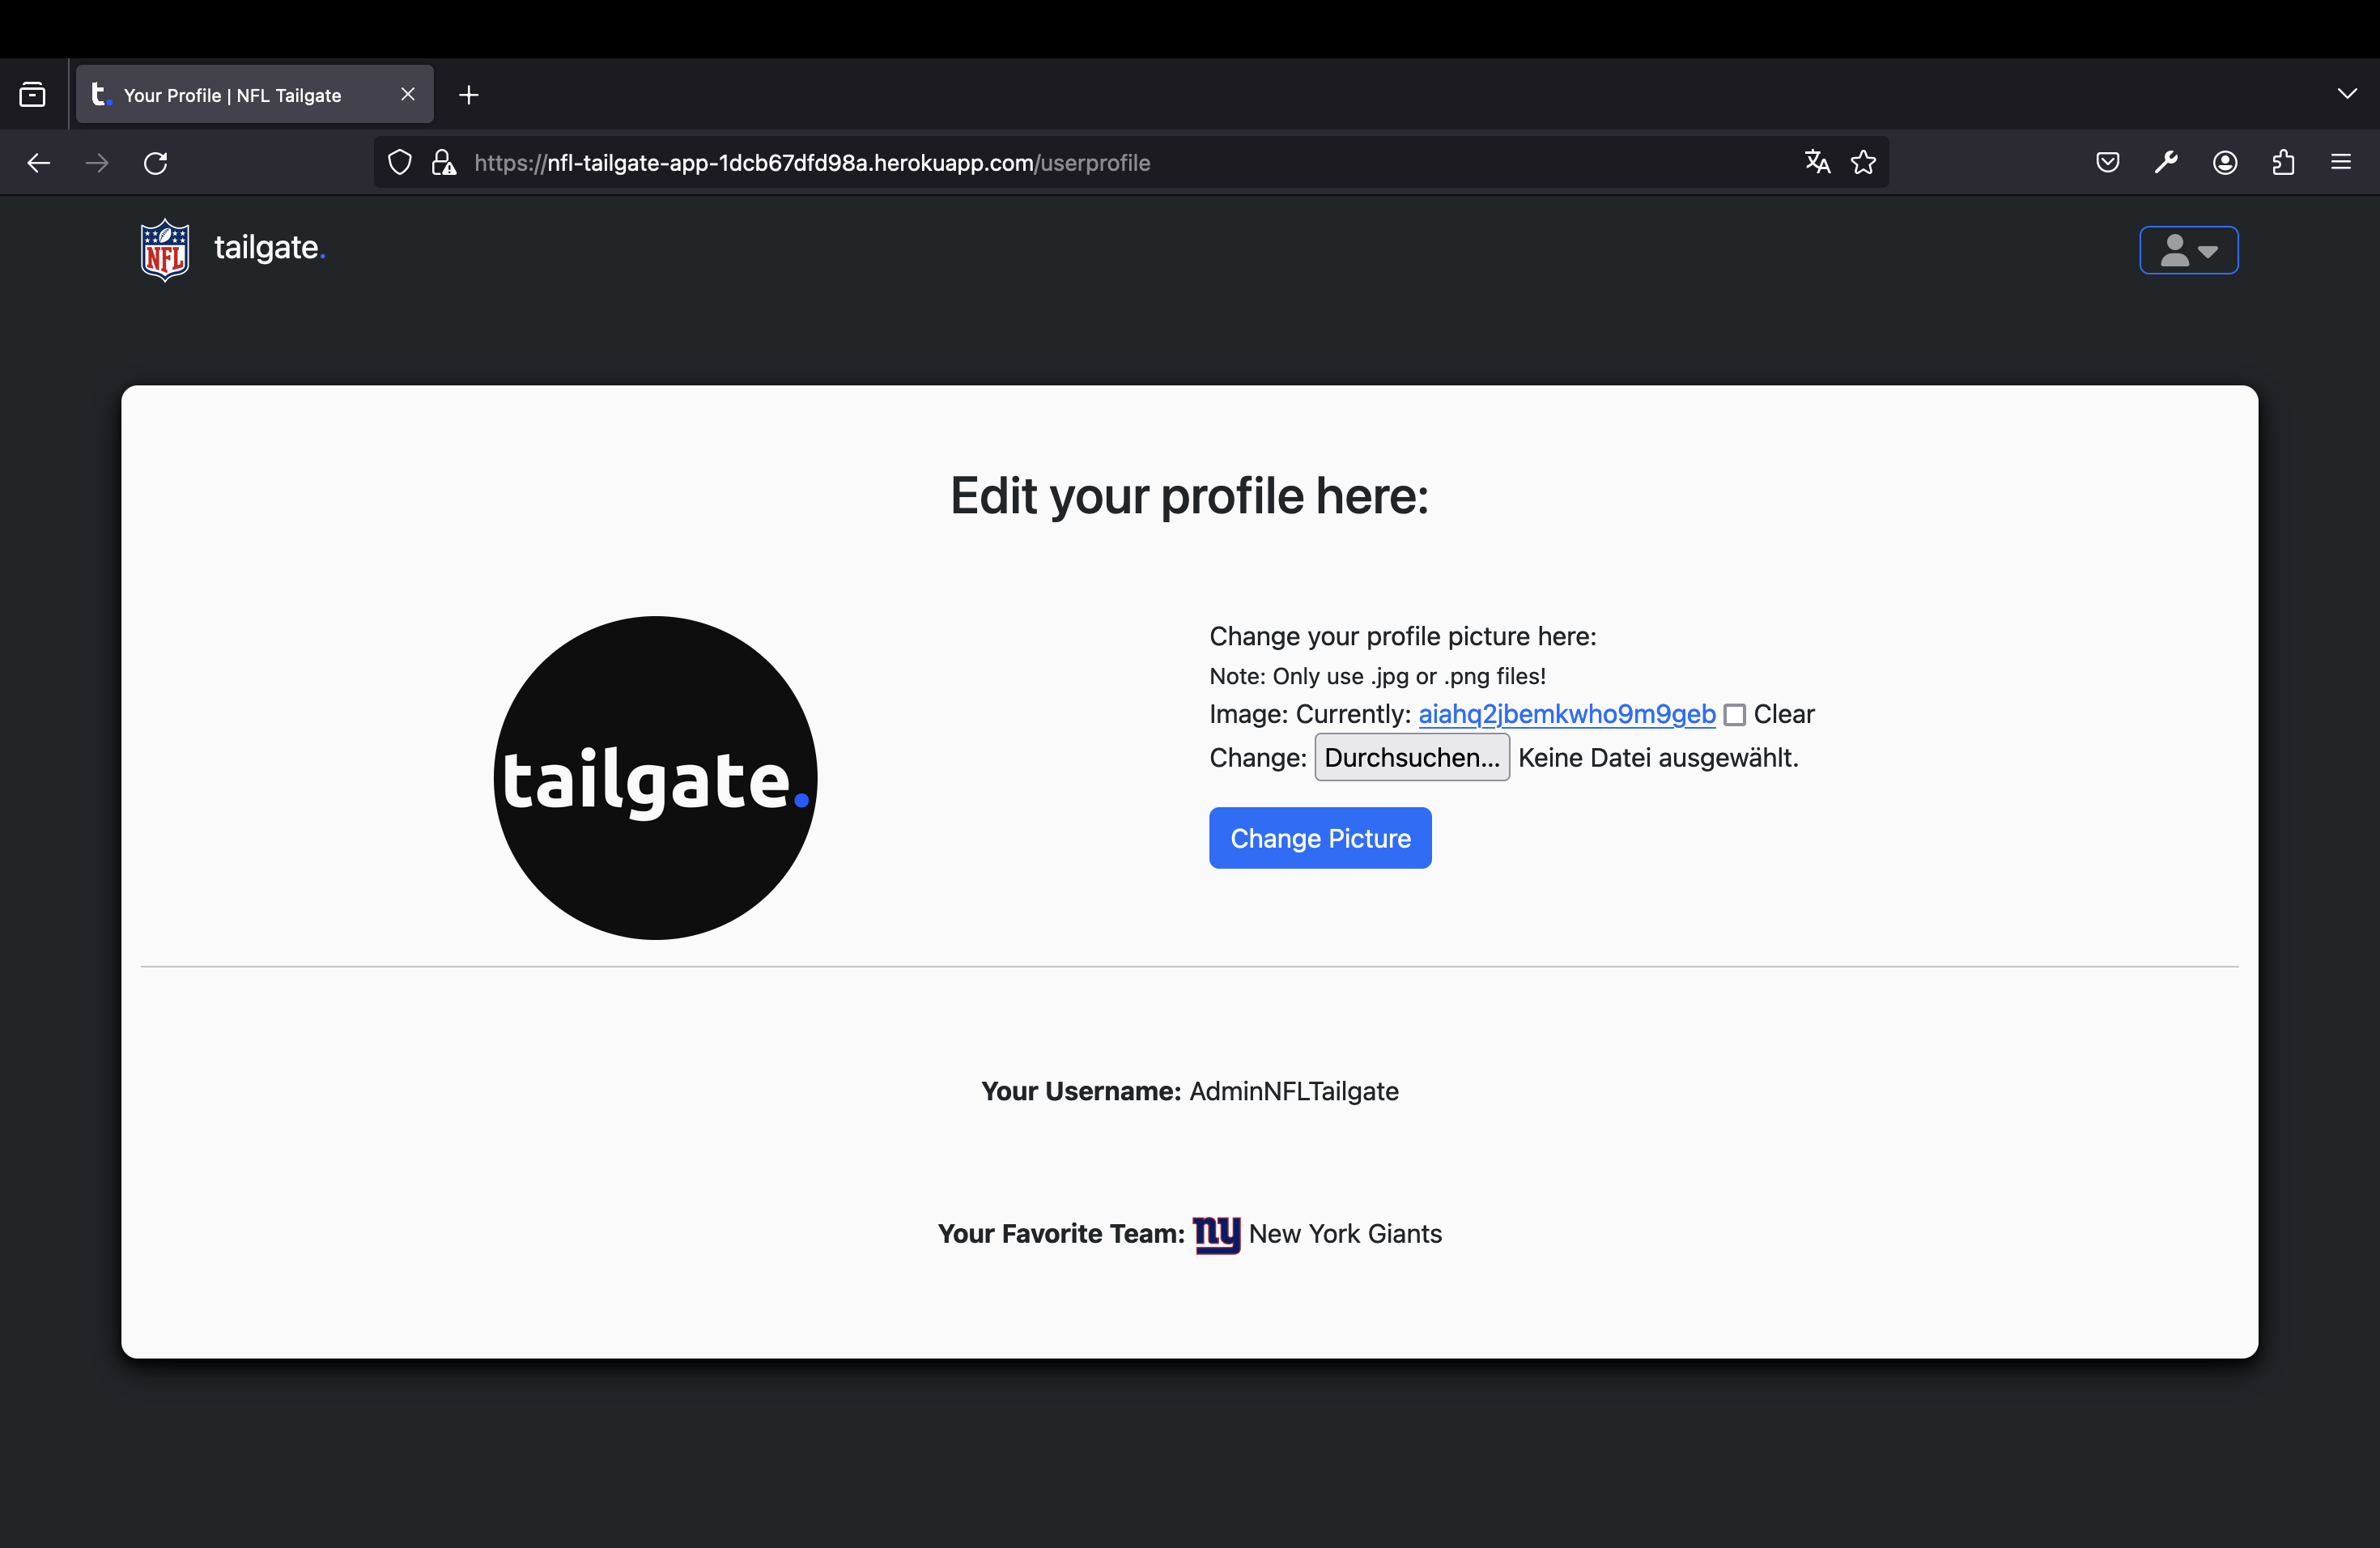 Your Profile | NFL Tailgate
https://nfl-tailgate-app-1dcb67dfd98a.herokuapp.com/userprofile
NFL tailgate.
Edit your profile here:
tailgate.
Change your profile picture here:
Note: Only use .jpg or .png files!
Image: Currently: aiahq2jbemkwho9m9geb Clear
Change: Durchsuchen... Keine Datei ausgewählt.
Change Picture
Your Username: AdminNFLTailgate
Your Favorite Team: ny New York Giants